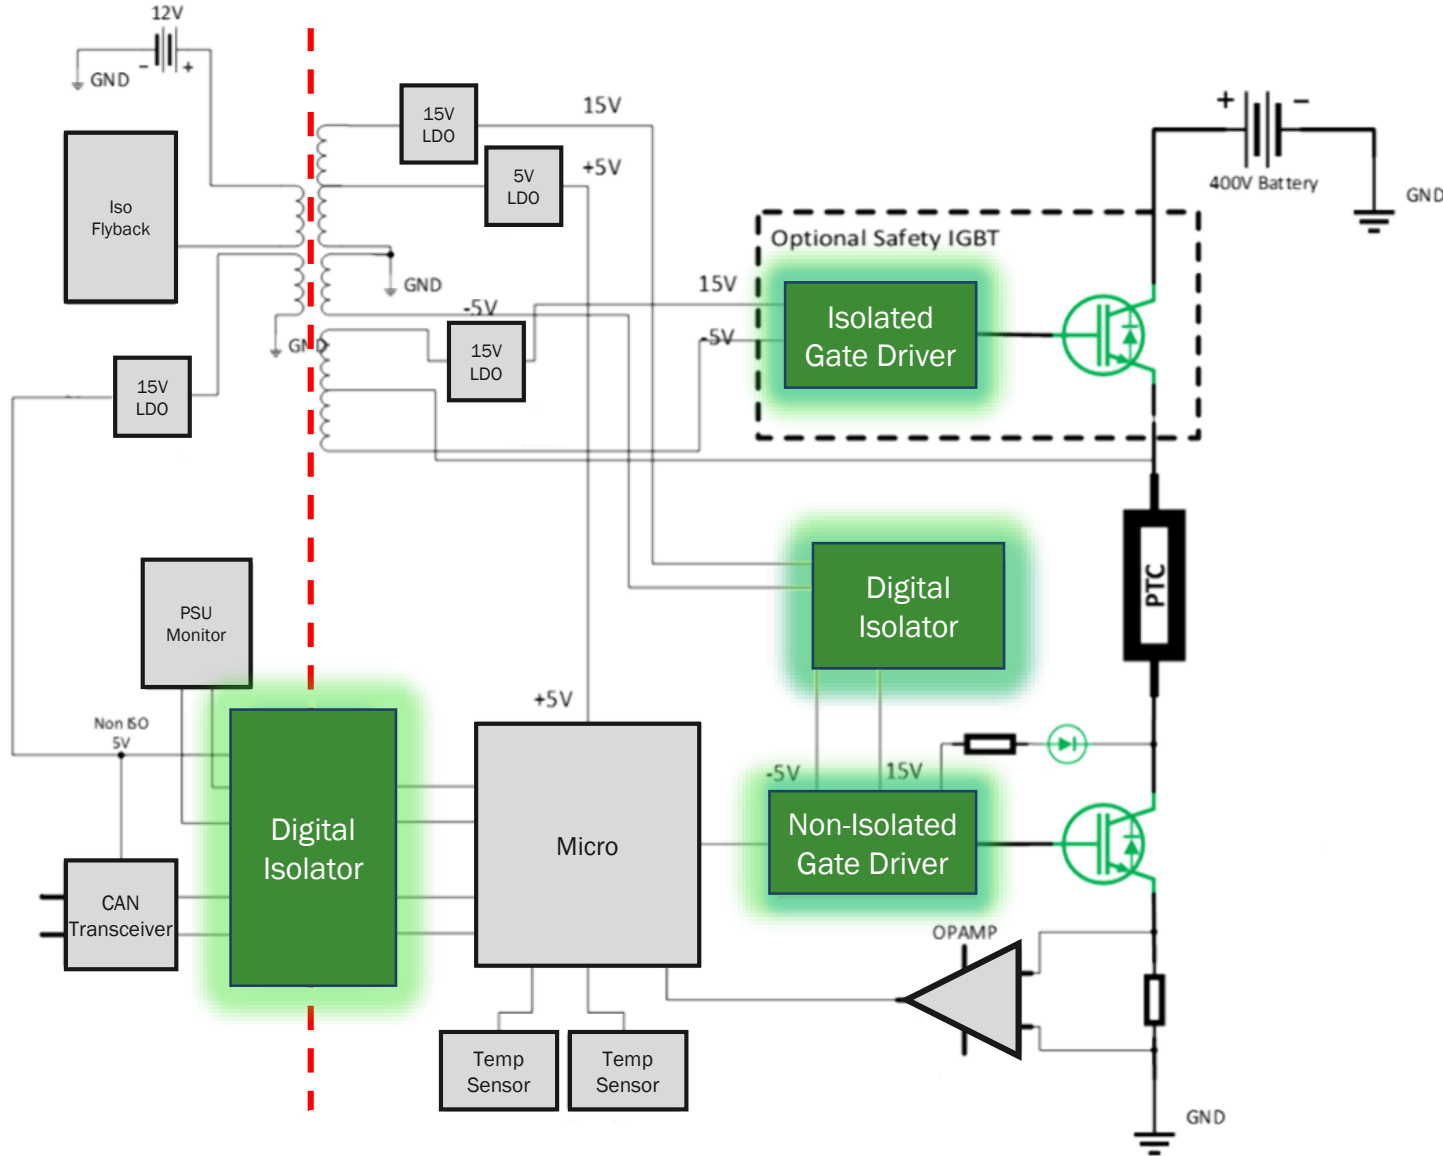 12V
−
+
GND
Iso
Flyback
15V
LDO
15V
5V
LDO
+5V
+
−
400V Battery
GND
Optional Safety IGBT
GND
-5V
15V
LDO
15V
-5V
Isolated
Gate Driver
GND
15V
LDO
Digital
Isolator
PTC
PSU
Monitor
Non ISO
5V
+5V
-5V
15V
Digital
Isolator
Micro
Non-Isolated
Gate Driver
CAN
Transceiver
OPAMP
Temp
Sensor
Temp
Sensor
GND